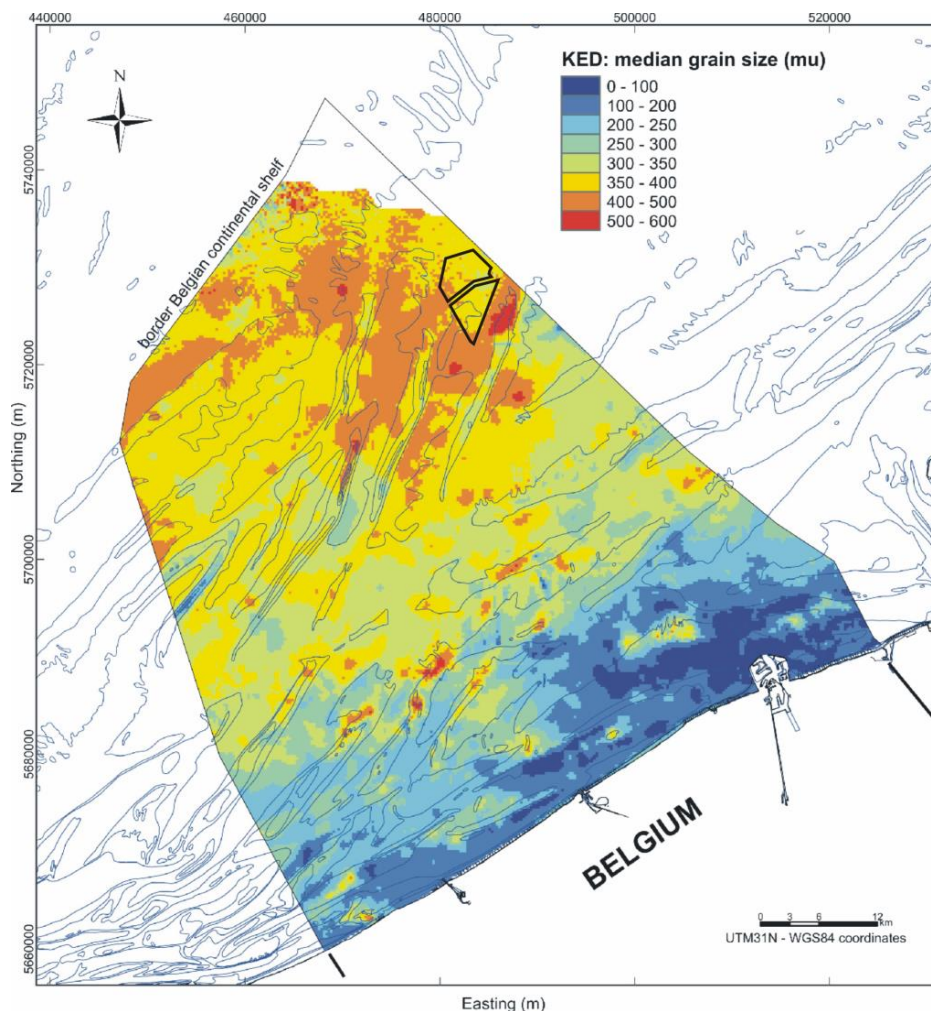 440000 460000 480000 500000 520000
KED: median grain size (mu)
0 - 100
100 - 200
200 - 250
250 - 300
300 - 350
350 - 400
400 - 500
500 - 600
N
border Belgian continental shelf
5740000
5720000
5700000
5680000
5660000
Northing (m)
BELGIUM
0 3 6 12
km
UTM31N - WGS84 coordinates
Easting (m)